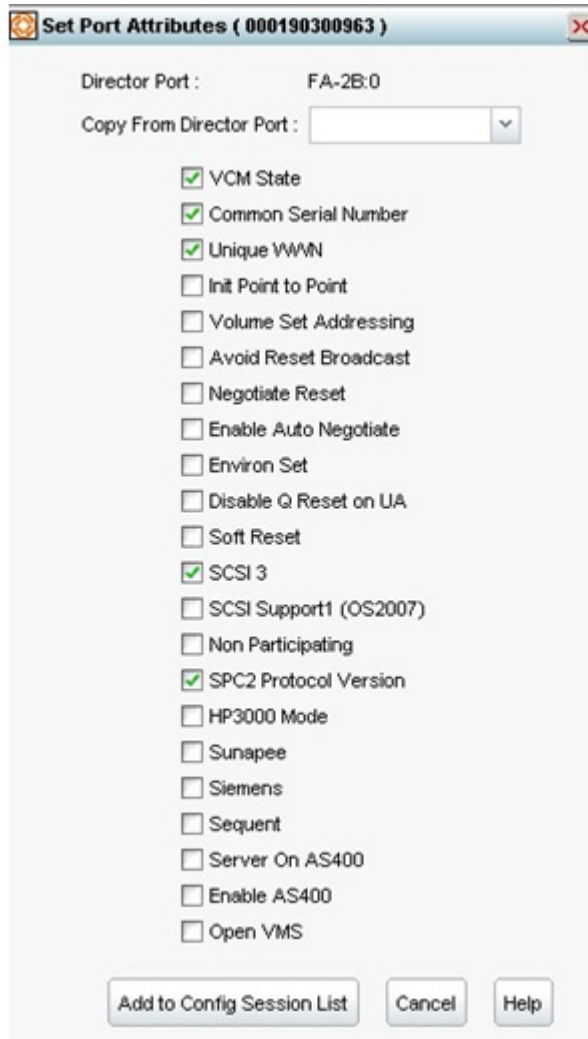 Set Port Attributes ( 000190300963 )
Director Port : FA-2B:0
Copy From Director Port :
VCM State
Common Serial Number
Unique WWN
Init Point to Point
Volume Set Addressing
Avoid Reset Broadcast
Negotiate Reset
Enable Auto Negotiate
Environ Set
Disable Q Reset on UA
Soft Reset
SCSI 3
SCSI Support1 (OS2007)
Non Participating
SPC2 Protocol Version
HP3000 Mode
Sunapee
Siemens
Sequent
Server On AS400
Enable AS400
Open VMS
Add to Config Session List Cancel Help